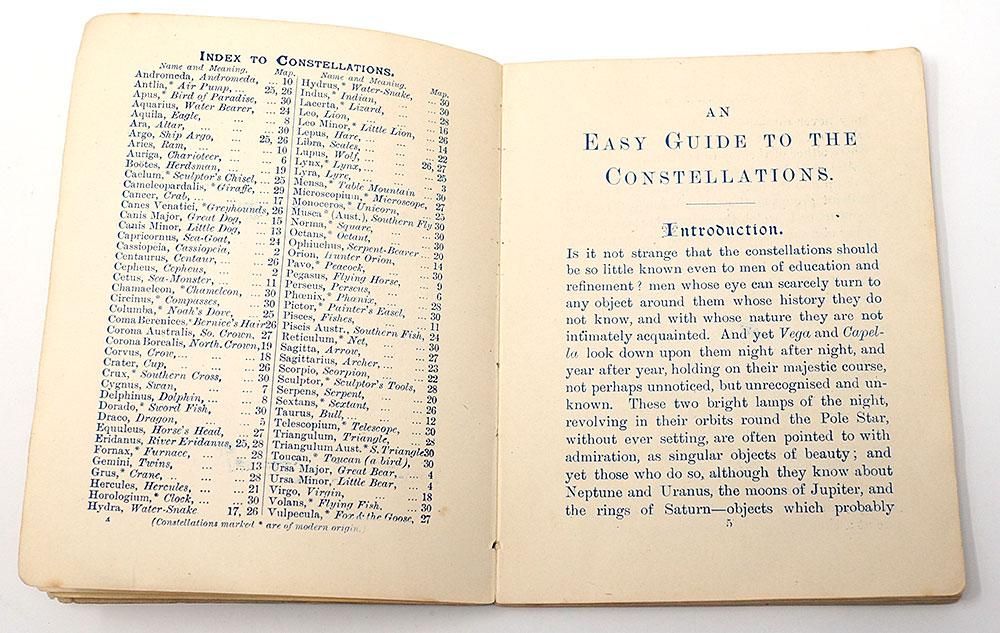 INDEX TO CONSTELLATIONS.
Name and Meaning. Map.
Andromeda, Andromeda, ... 10
Antlia,* Air Pump, ... 25, 26
Apus,* Bird of Paradise, ... 30
Aquarius, Water Bearer, ... 24
Aquila, Eagle, ... ... 8
Ara, Altar, ... ... ... 30
Argo, Ship Argo, ... 25, 26
Aries, Ram, ... ... ... 10
Auriga, Charioteer, ... ... 6
Boötes, Herdsman, ... ... 19
Caelum,* Sculptor's Chisel, ... 25
Cameleopardalis, *Giraffe, ... 29
Cancer, Crab, ... ... ... 17
Canes Venatici, *Greyhounds, 26
Canis Major, Great Dog, ... 15
Canis Minor, Little Dog, ... 13
Capricornus, Sea-Goat, ... 24
Cassiopeia, Cassiopeia, ... 2
Centaurus, Centaur, ... ... 26
Cepheus, Cepheus, ... ... 2
Cetus, Sea-Monster, ... ... 11
Chamaeleon, *Chameleon, ... 30
Circinus,* Compasses, ... 30
Columba,* Noah's Dove, ... 25
Coma Berenices,*Bernice's Hair 26
Corona Australis, So. Crown, 27
Corona Borealis, North. Crown, 19
Corvus, Crow, ... ... ... 18
Crater, Cup, ... ... ... 26
Crux,* Southern Cross, ... 30
Cygnus, Swan, ... ... 7
Delphinus, Dolphin, ... ... 8
Dorado,* Sword Fish, ... 30
Draco, Dragon, ... ... 5
Equuleus, Horse's Head, ... 27
Eridanus, River Eridanus, 25, 28
Fornax,* Furnace, ... ... 28
Gemini, Twins, ... ... 13
Grus,* Crane, ... ... ... 28
Hercules, Hercules, ... ... 21
Horologium,* Clock, ... ... 30
Hydra, Water-Snake 17, 26
Name and Meaning. Map.
Hydrus,* Water-Snake, ... 30
Indus,* Indian, ... ... 30
Lacerta,* Lizard, ... ... 28
Leo, Lion, ... ... ... 16
Leo Minor,* Little Lion, ... 26
Lepus, Hare, ... ... ... 14
Libra, Scales, ... ... ... 22
Lupus, Wolf, ... ... ... 22
Lynx,* Lynx, ... ... 26, 27
Lyra, Lyre, ... ... ... 3
Mensa,* Table Mountain ... 30
Microscopium,* Microscope, 27
Monoceros,* Unicorn, ... 25
Musca* (Aust.), Southern Fly 30
Norma,* Square, ... ... 30
Octans,* Octant, ... ... 30
Ophiuchus, Serpent-Bearer ... 20
Orion, Hunter Orion, ... 14
Pavo,* Peacock, ... ... 30
Pegasus, Flying Horse, ... 9
Perseus, Perseus, ... ... 6
Phœnix,* Phœnix, ... ... 28
Pictor,* Painter's Easel, ... 30
Pisces, Fishes, ... ... 11
Piscis Austr., Southern Fish, 24
Reticulum,* Net, ... ... 30
Sagitta, Arrow, ... ... 27
Sagittarius, Archer, ... ... 23
Scorpio, Scorpion, ... ... 22
Sculptor,* Sculptor's Tools, 28
Serpens, Serpent, ... ... 20
Sextans,* Sextant, ... ... 26
Taurus, Bull, ... ... ... 12
Telescopium,* Telescope, ... 30
Triangulum, Triangle, ... 28
Triangulum Aust.* S. Triangle 30
Toucan,* Toucan (a bird), ... 30
Ursa Major, Great Bear, ... 4
Ursa Minor, Little Bear, ... 4
Virgo, Virgin, ... ... 18
Volans,* Flying Fish. ... 30
Vulpecula,* Fox & the Goose, 27
A (Constellations marked * are of modern origin.)
AN
EASY GUIDE TO THE
CONSTELLATIONS.
Introduction.
Is it not strange that the constellations should
be so little known even to men of education and
refinement? men whose eye can scarcely turn to
any object around them whose history they do
not know, and with whose nature they are not
intimately acquainted. And yet Vega and Capel-
la look down upon them night after night, and
year after year, holding on their majestic course,
not perhaps unnoticed, but unrecognised and un-
known. These two bright lamps of the night,
revolving in their orbits round the Pole Star,
without ever setting, are often pointed to with
admiration, as singular objects of beauty; and
yet those who do so, although they know about
Neptune and Uranus, the moons of Jupiter, and
the rings of Saturn—objects which probably
5